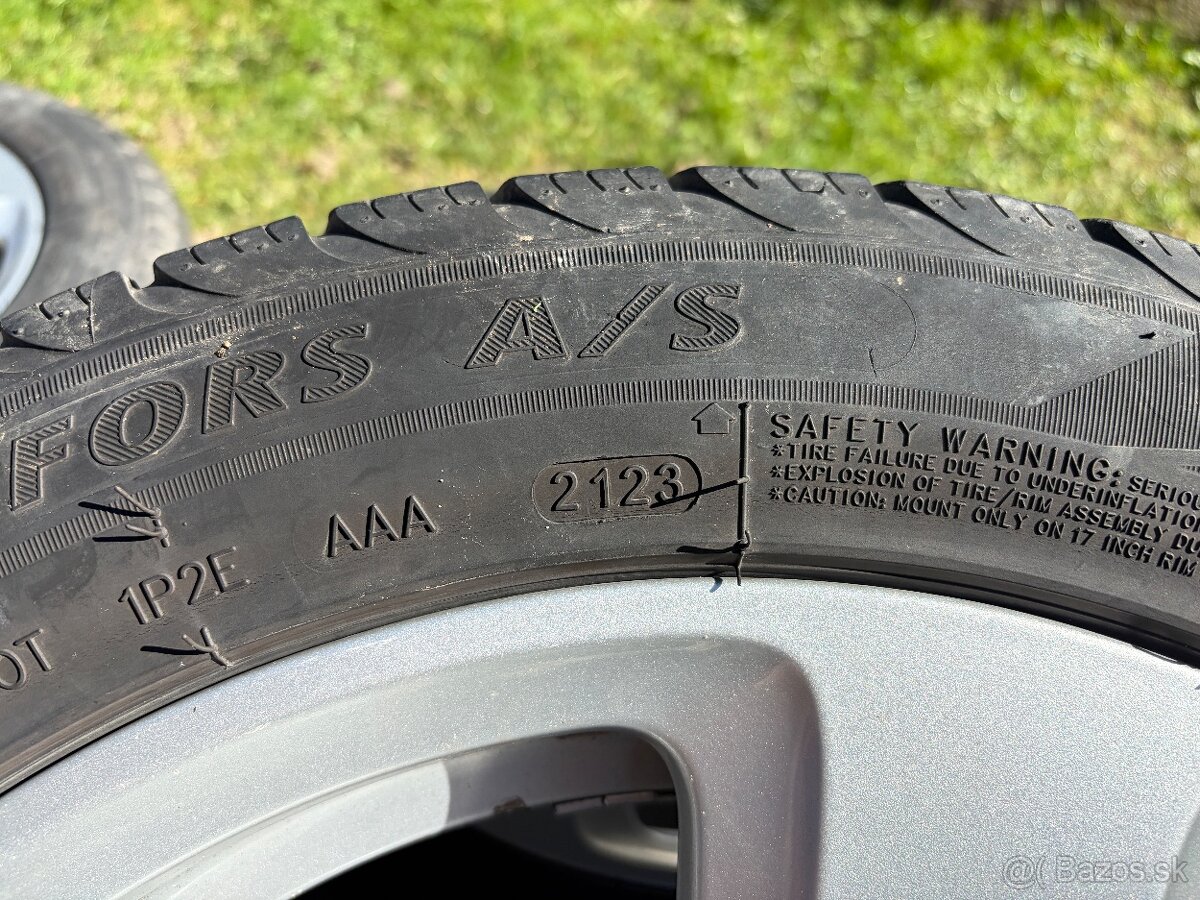 FORS A/S
OT 1P2E AAA 2123
SAFETY WARNING: SERIOU
*TIRE FAILURE DUE TO UNDERINFLATION
*EXPLOSION OF TIRE/RIM ASSEMBLY DU
*CAUTION: MOUNT ONLY ON 17 INCH RIM
@( Bazos.sk